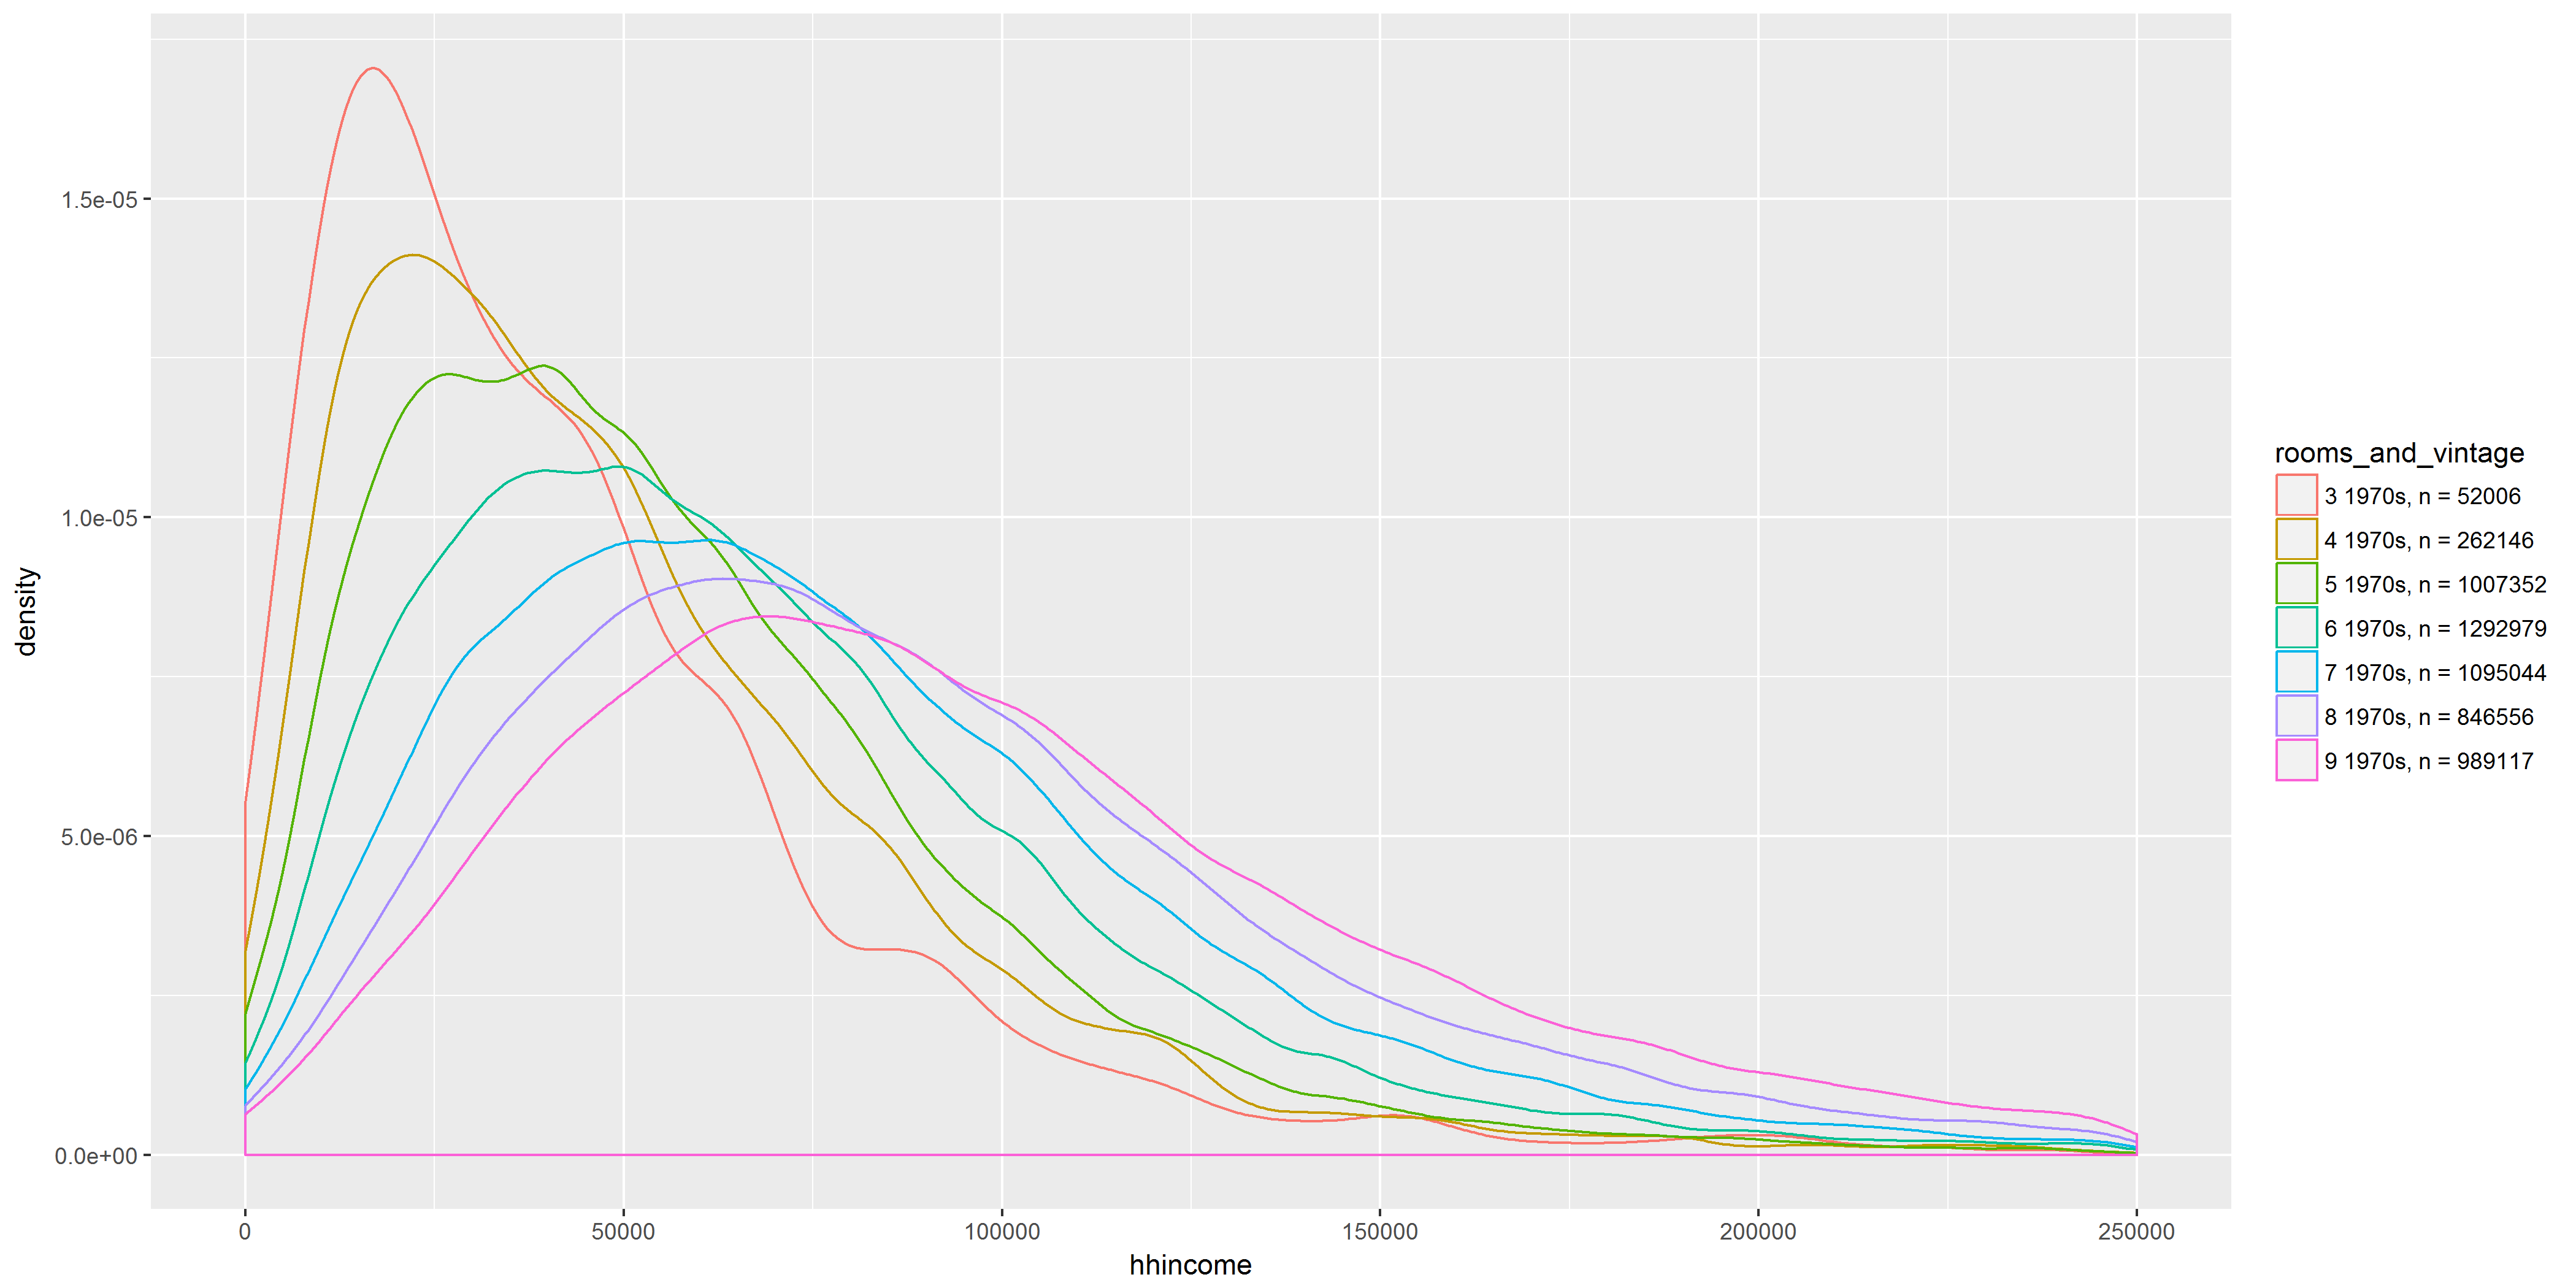 1.5e-05
1.0e-05
5.0e-06
0.0e+00
density
0 50000 100000 150000 200000 250000
hhincome
rooms_and_vintage
3 1970s, n = 52006
4 1970s, n = 262146
5 1970s, n = 1007352
6 1970s, n = 1292979
7 1970s, n = 1095044
8 1970s, n = 846556
9 1970s, n = 989117